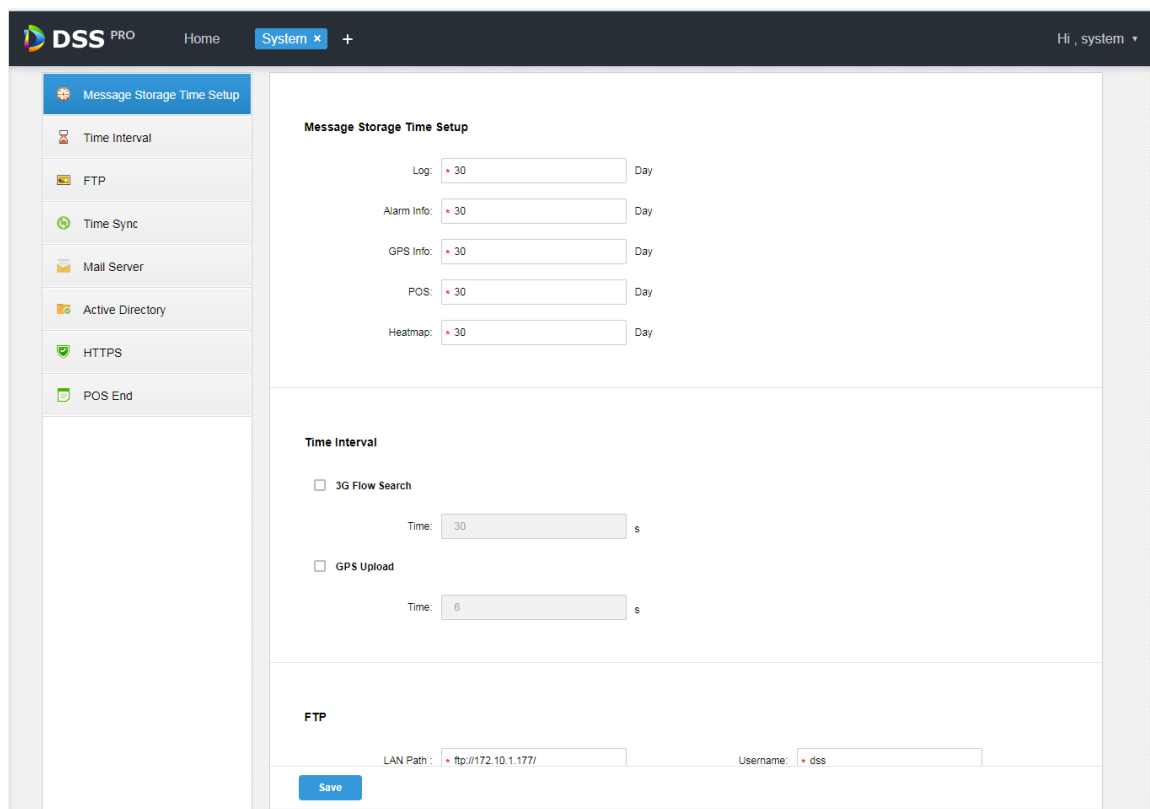 DSS PRO Home System × + Hi , system ▾
Message Storage Time Setup
Time Interval
FTP
Time Sync
Mail Server
Active Directory
HTTPS
POS End
Message Storage Time Setup
Log: * 30 Day
Alarm Info: * 30 Day
GPS Info: * 30 Day
POS: * 30 Day
Heatmap: * 30 Day
Time Interval
3G Flow Search
Time: 30 s
GPS Upload
Time: 6 s
FTP
LAN Path : * ftp://172.10.1.177/ Username: * dss
Save